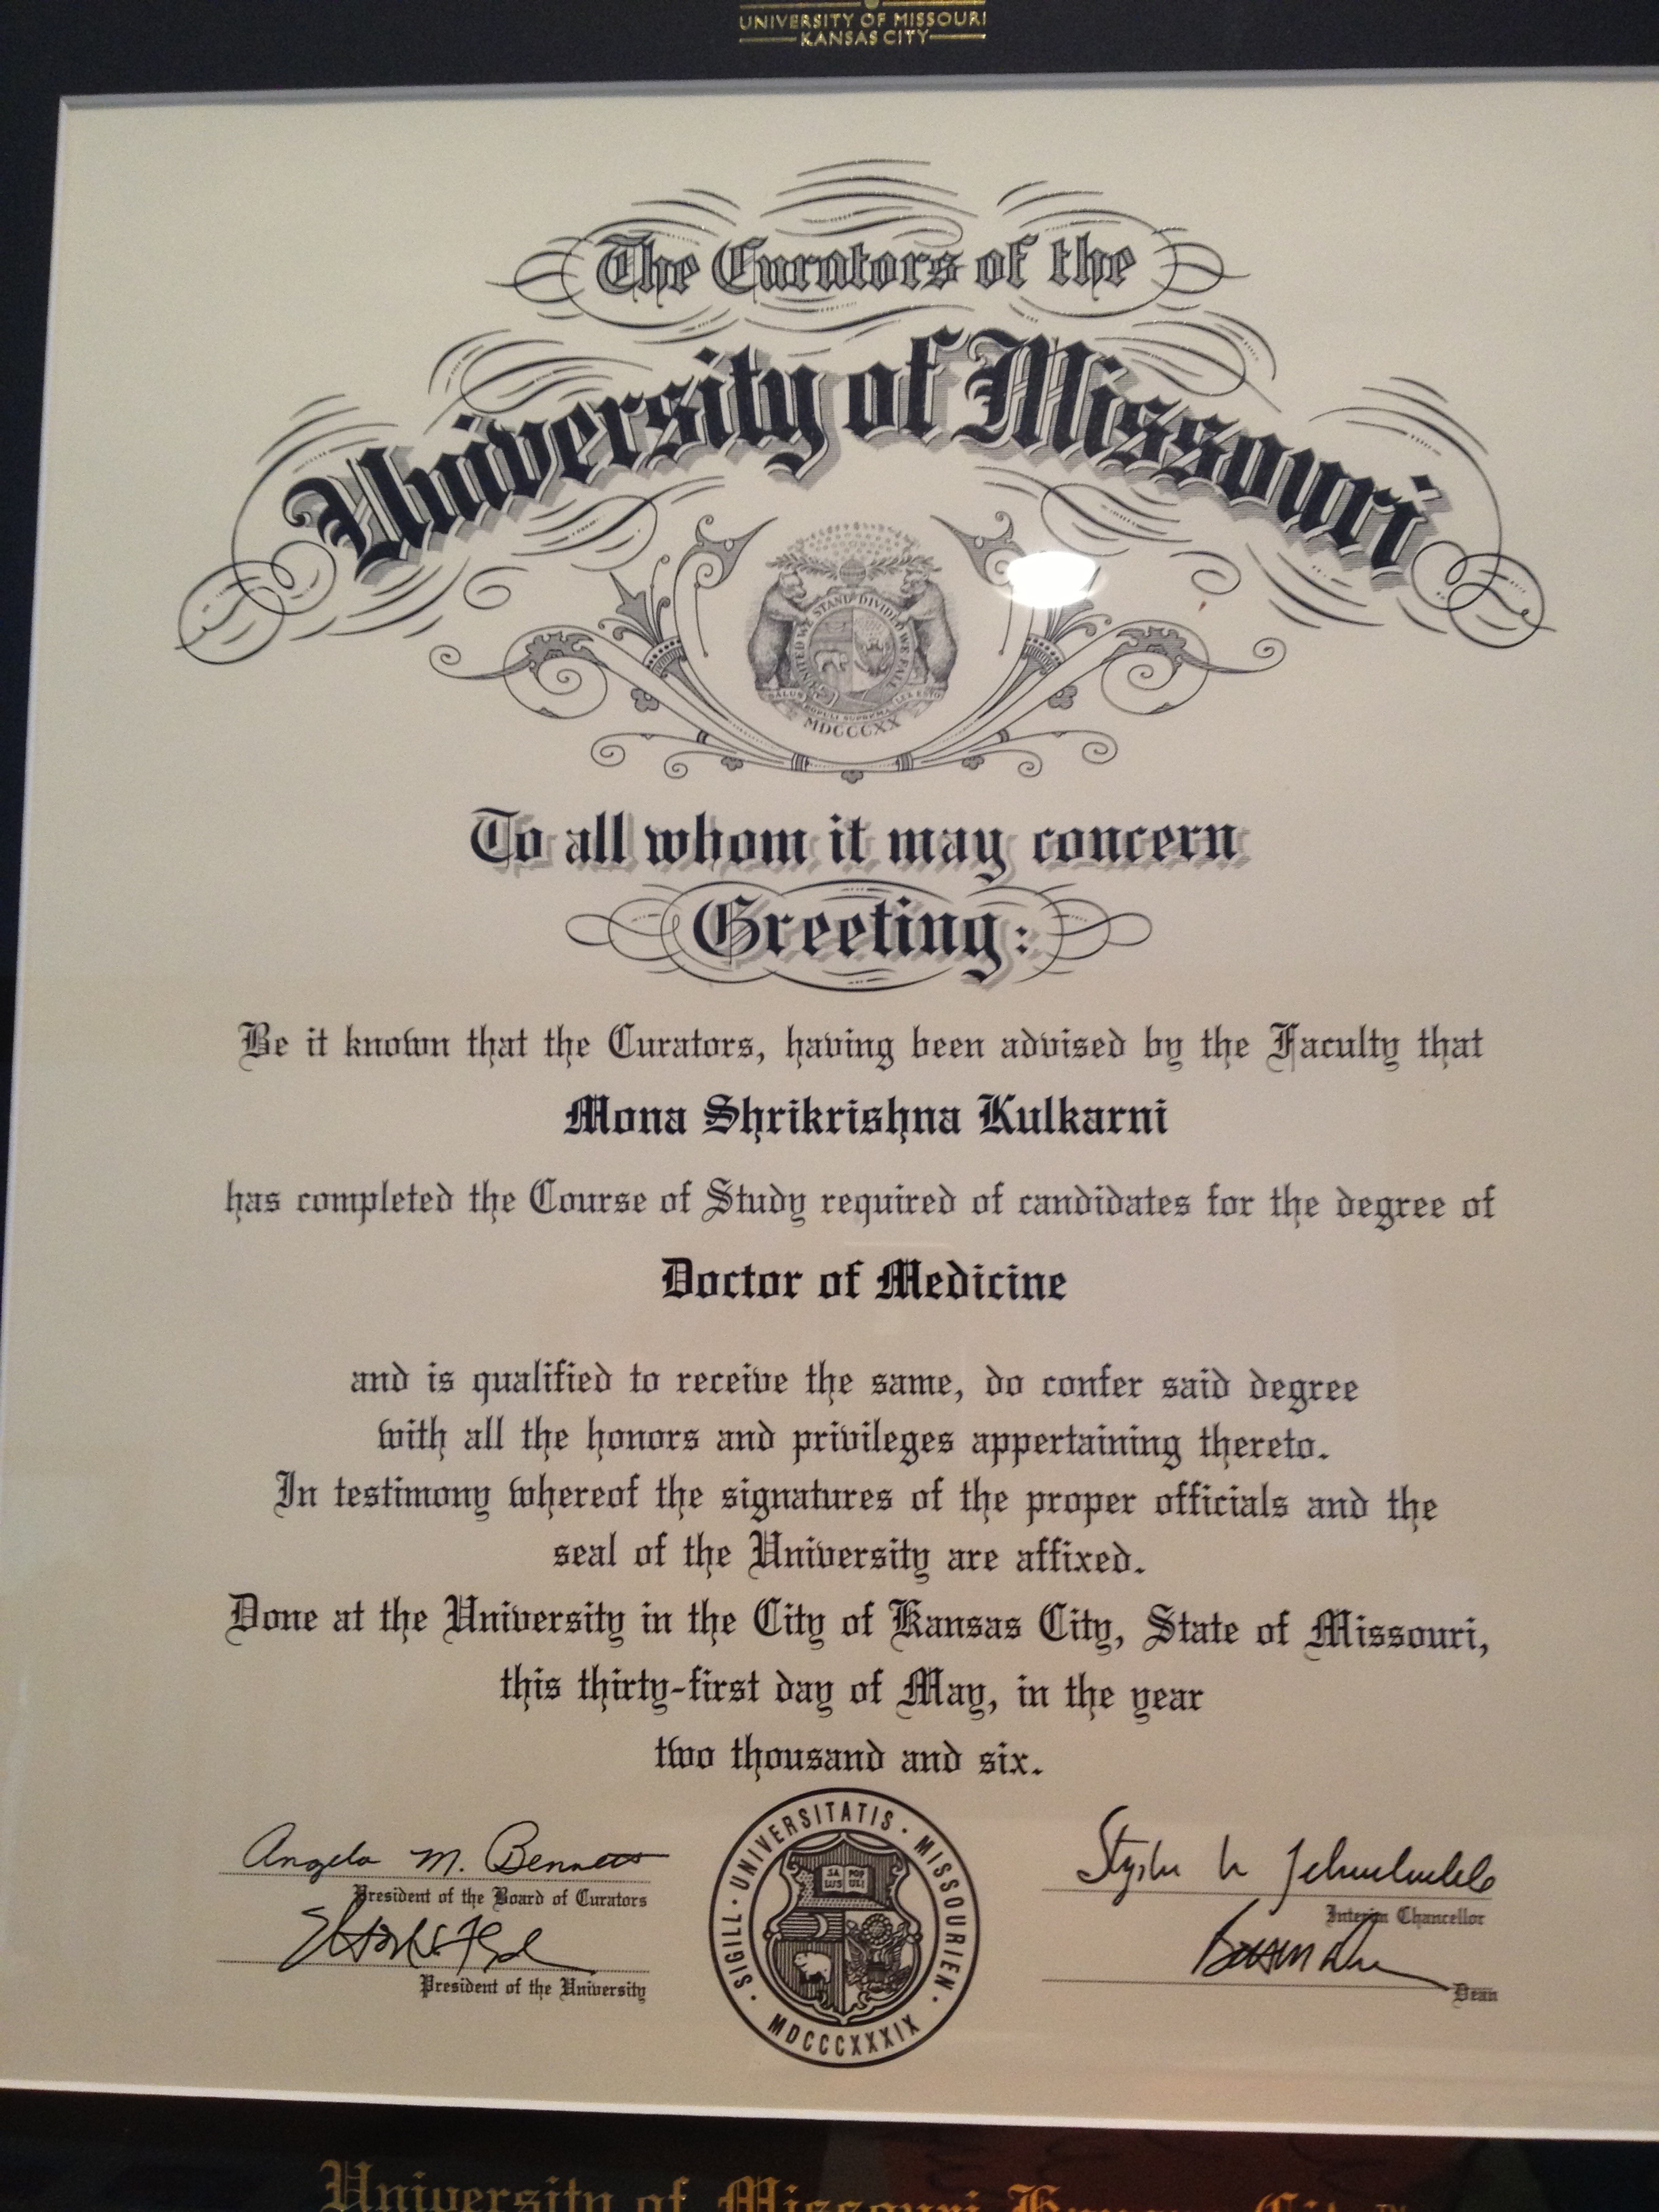 UNIVERSITY OF MISSOURI
KANSAS CITY
The Curators of the
University of Missouri
UNITED WE STAND DIVIDED WE FALL
SALUS POPULI SUPREMA LEX ESTO
MDCCCXX
To all whom it may concern
Greeting:
Be it known that the Curators, having been advised by the Faculty that
Mona Shrikrishna Kulkarni
has completed the Course of Study required of candidates for the degree of
Doctor of Medicine
and is qualified to receive the same, do confer said degree
with all the honors and privileges appertaining thereto.
In testimony whereof the signatures of the proper officials and the
seal of the University are affixed.
Done at the University in the City of Kansas City, State of Missouri,
this thirty-first day of May, in the year
two thousand and six.
Angela M. Bennett
President of the Board of Curators
President of the University
SIGILL · UNIVERSITATIS · MISSOURIEN ·
SA POP
LUS ULI
MDCCCXXXIX
Interim Chancellor
Dean
University of Missouri Kansas City